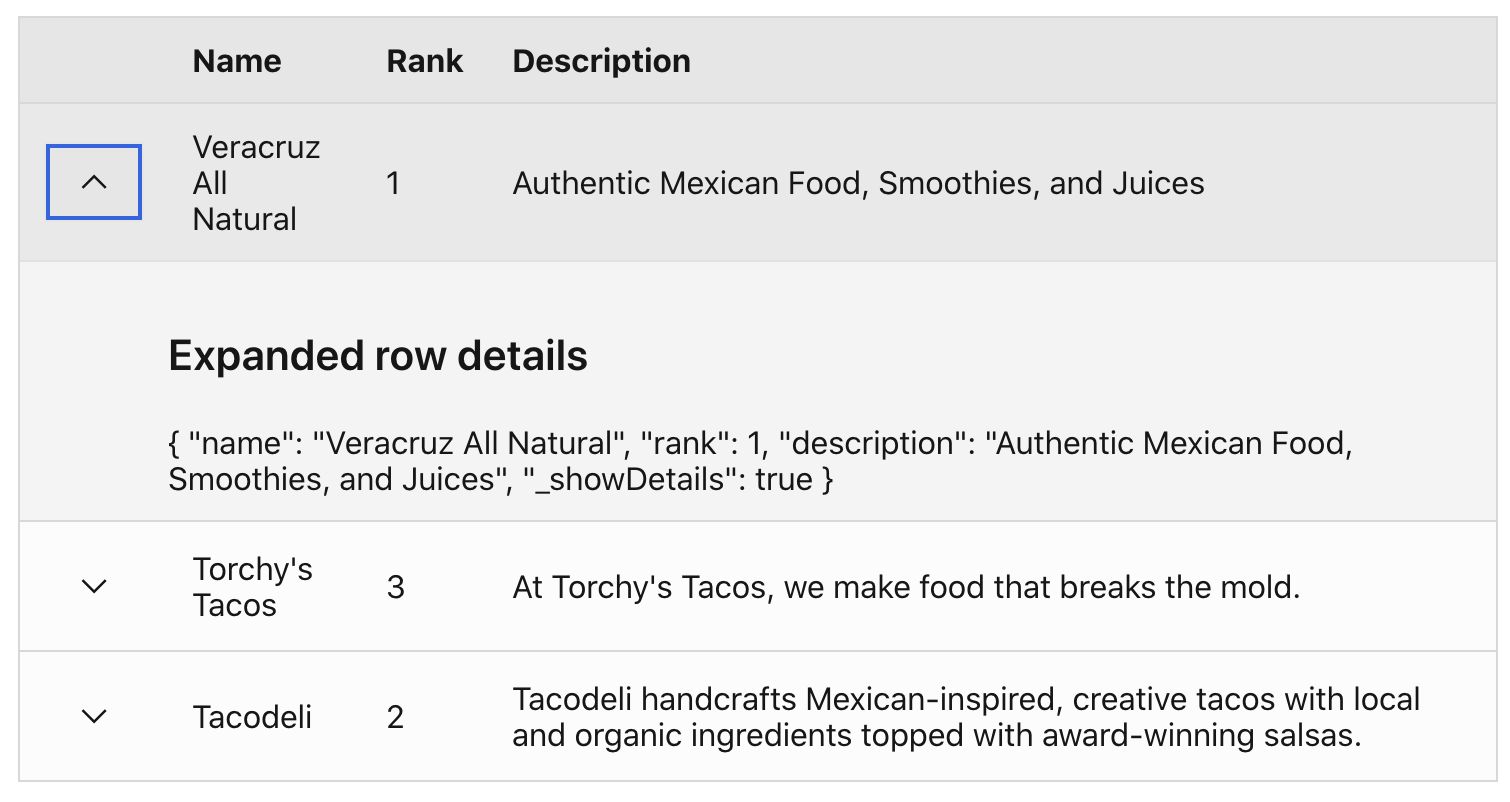 Name Rank Description
Veracruz
All
Natural
1
Authentic Mexican Food, Smoothies, and Juices
Expanded row details
{ "name": "Veracruz All Natural", "rank": 1, "description": "Authentic Mexican Food,
Smoothies, and Juices", "_showDetails": true }
Torchy's
Tacos
3
At Torchy's Tacos, we make food that breaks the mold.
Tacodeli
2
Tacodeli handcrafts Mexican-inspired, creative tacos with local
and organic ingredients topped with award-winning salsas.